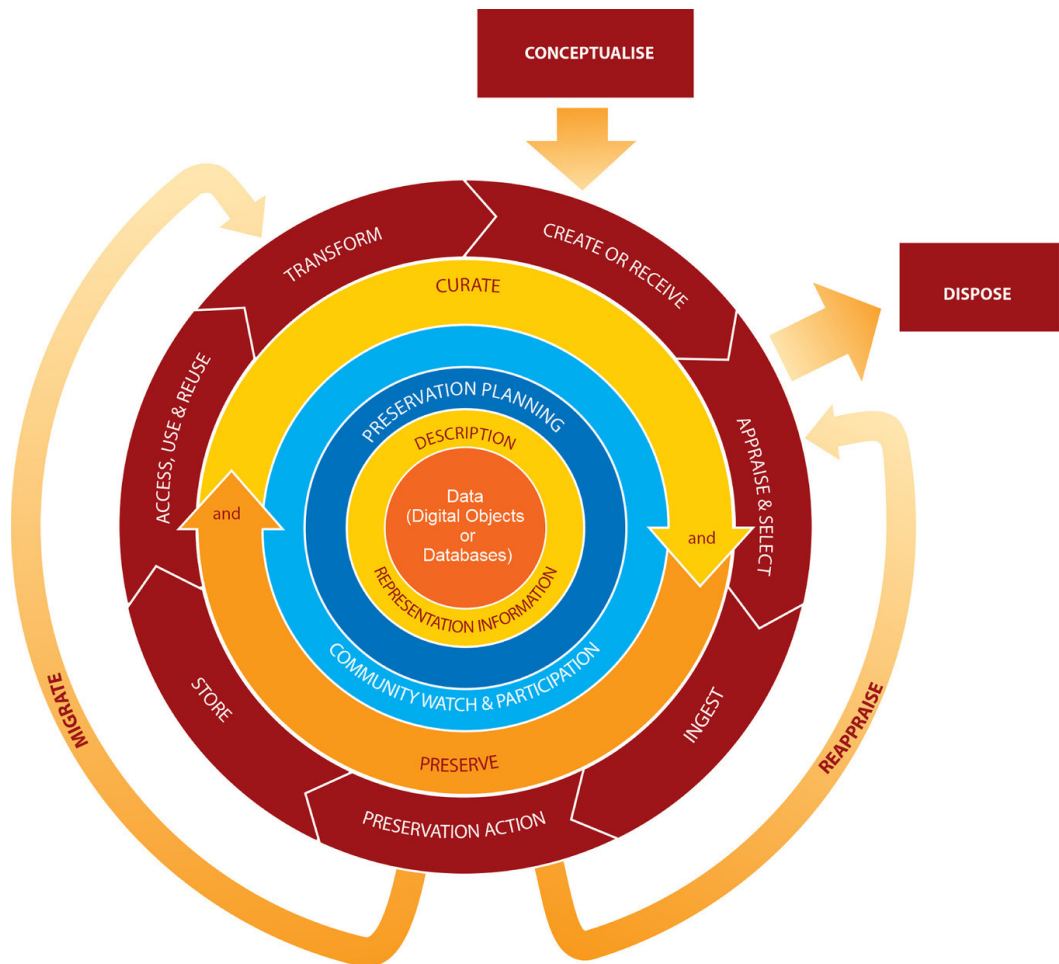 CONCEPTUALISE
DISPOSE
TRANSFORM
CREATE OR RECEIVE
APPRAISE & SELECT
INGEST
PRESERVATION ACTION
STORE
ACCESS, USE & REUSE
CURATE
and
PRESERVE
and
COMMUNITY WATCH & PARTICIPATION
PRESERVATION PLANNING
DESCRIPTION
REPRESENTATION INFORMATION
Data
(Digital Objects
or
Databases)
MIGRATE
REAPPRAISE